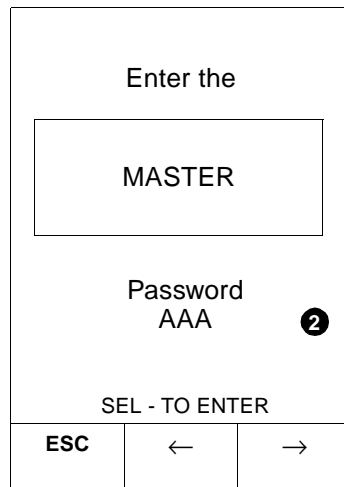 Enter the
MASTER
Password
AAA
2
SEL - TO ENTER
ESC ← →